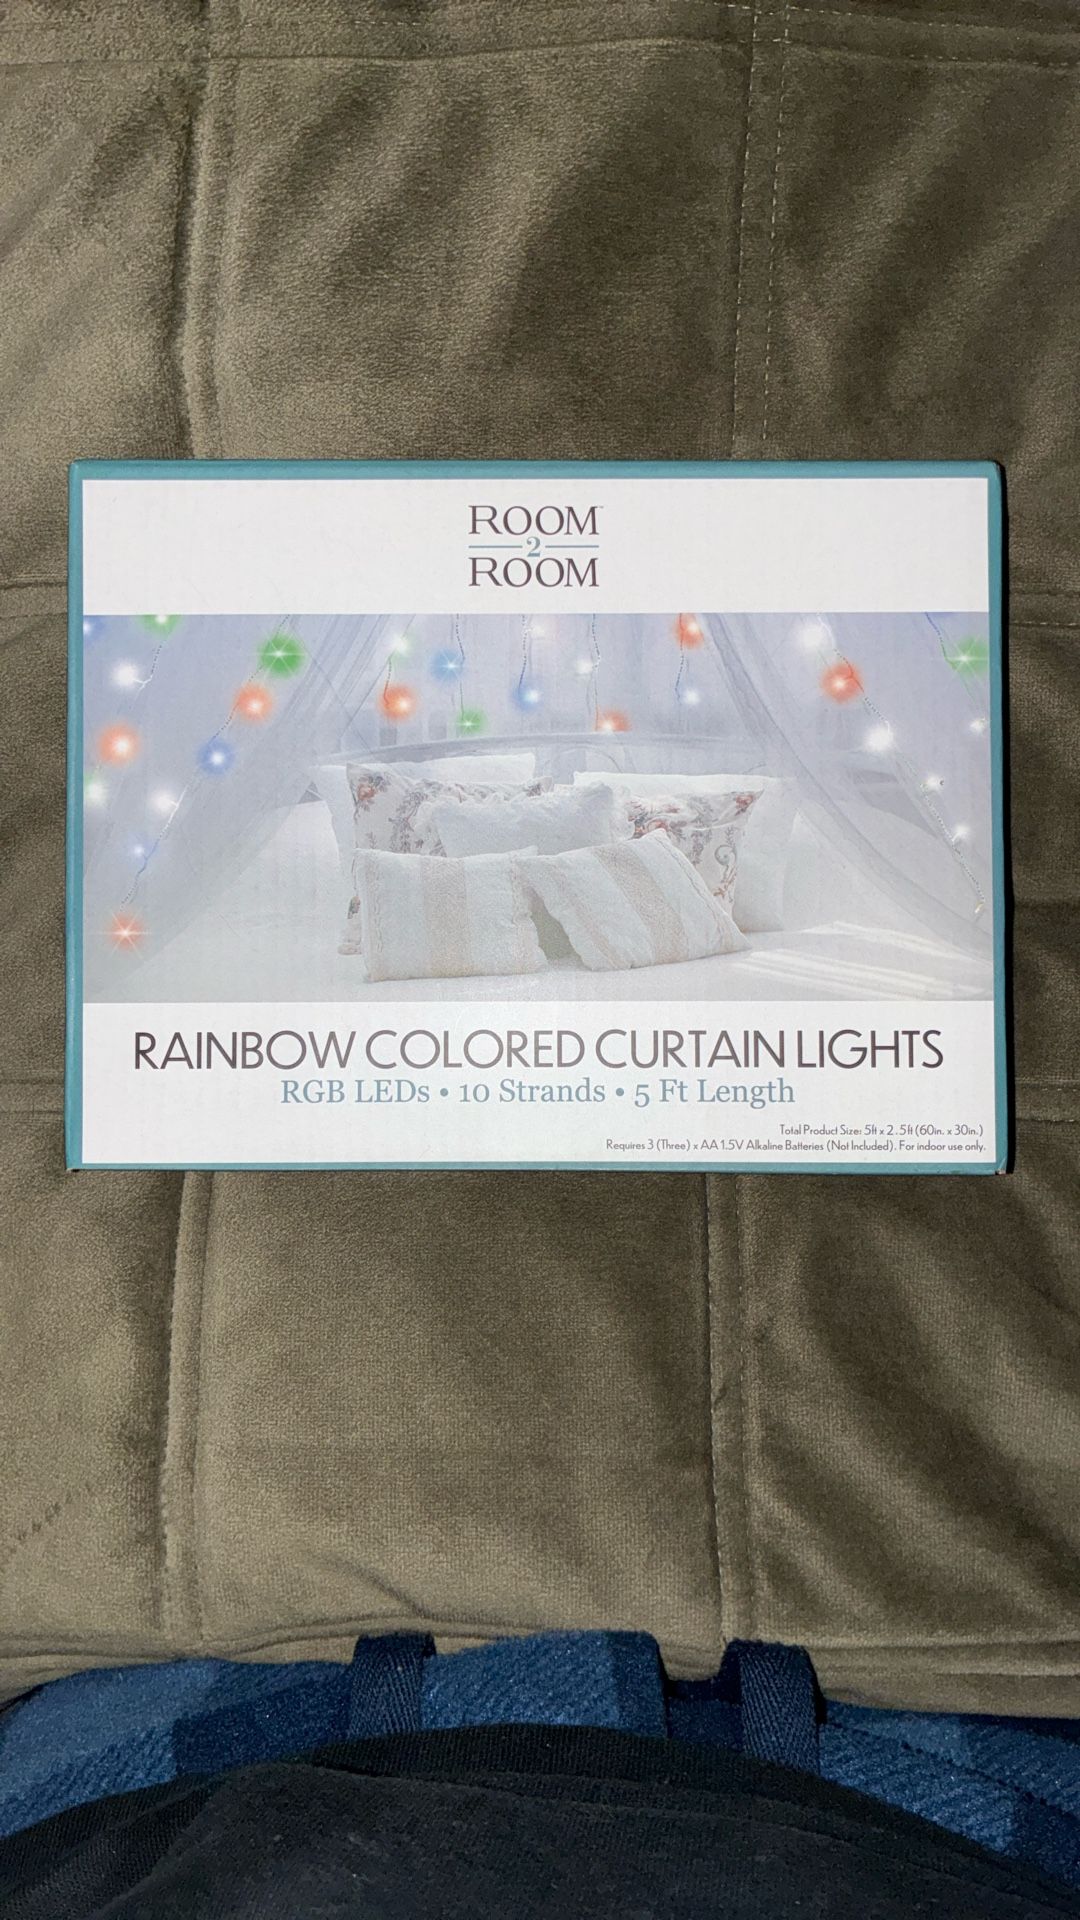 ROOM™
2
ROOM
RAINBOW COLORED CURTAIN LIGHTS
RGB LEDs • 10 Strands • 5 Ft Length
Total Product Size: 5ft x 2.5ft (60in. x 30in.)
Requires 3 (Three) x AA 1.5V Alkaline Batteries (Not Included). For indoor use only.